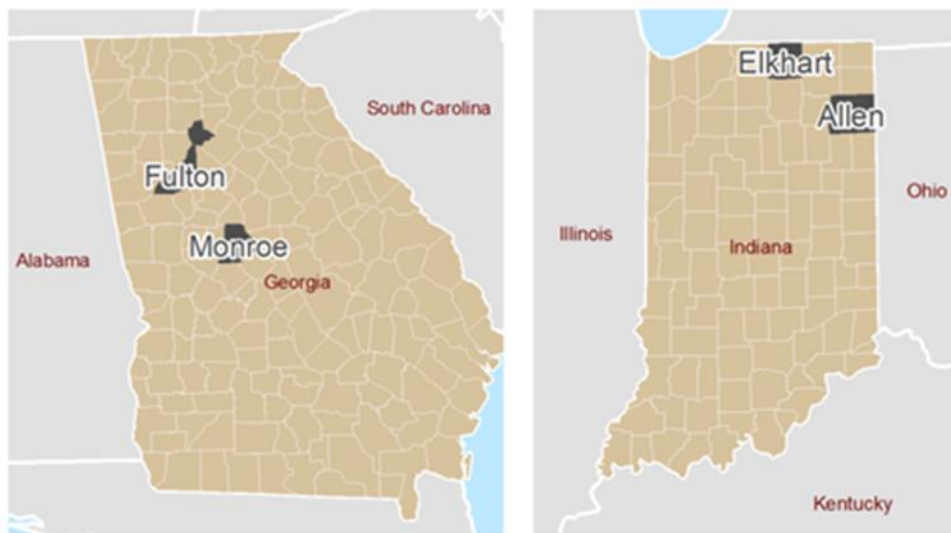 South Carolina
Fulton
Monroe
Alabama
Georgia
Elkhart
Allen
Ohio
Illinois
Indiana
Kentucky